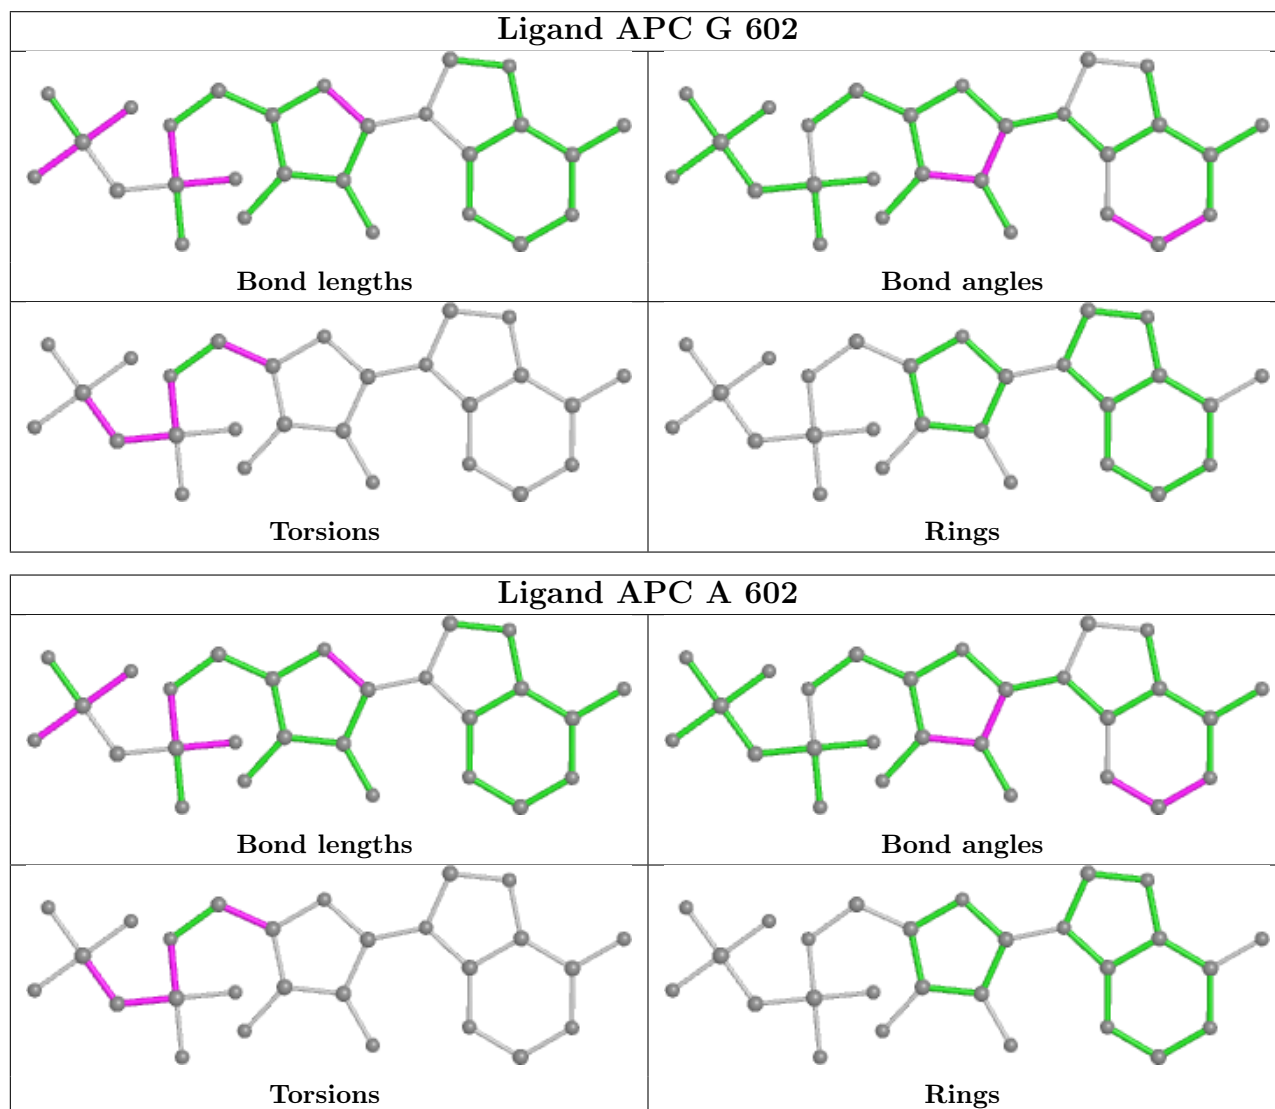 Ligand APC G 602
Bond lengths
Bond angles
Torsions
Rings
Ligand APC A 602
Bond lengths
Bond angles
Torsions
Rings